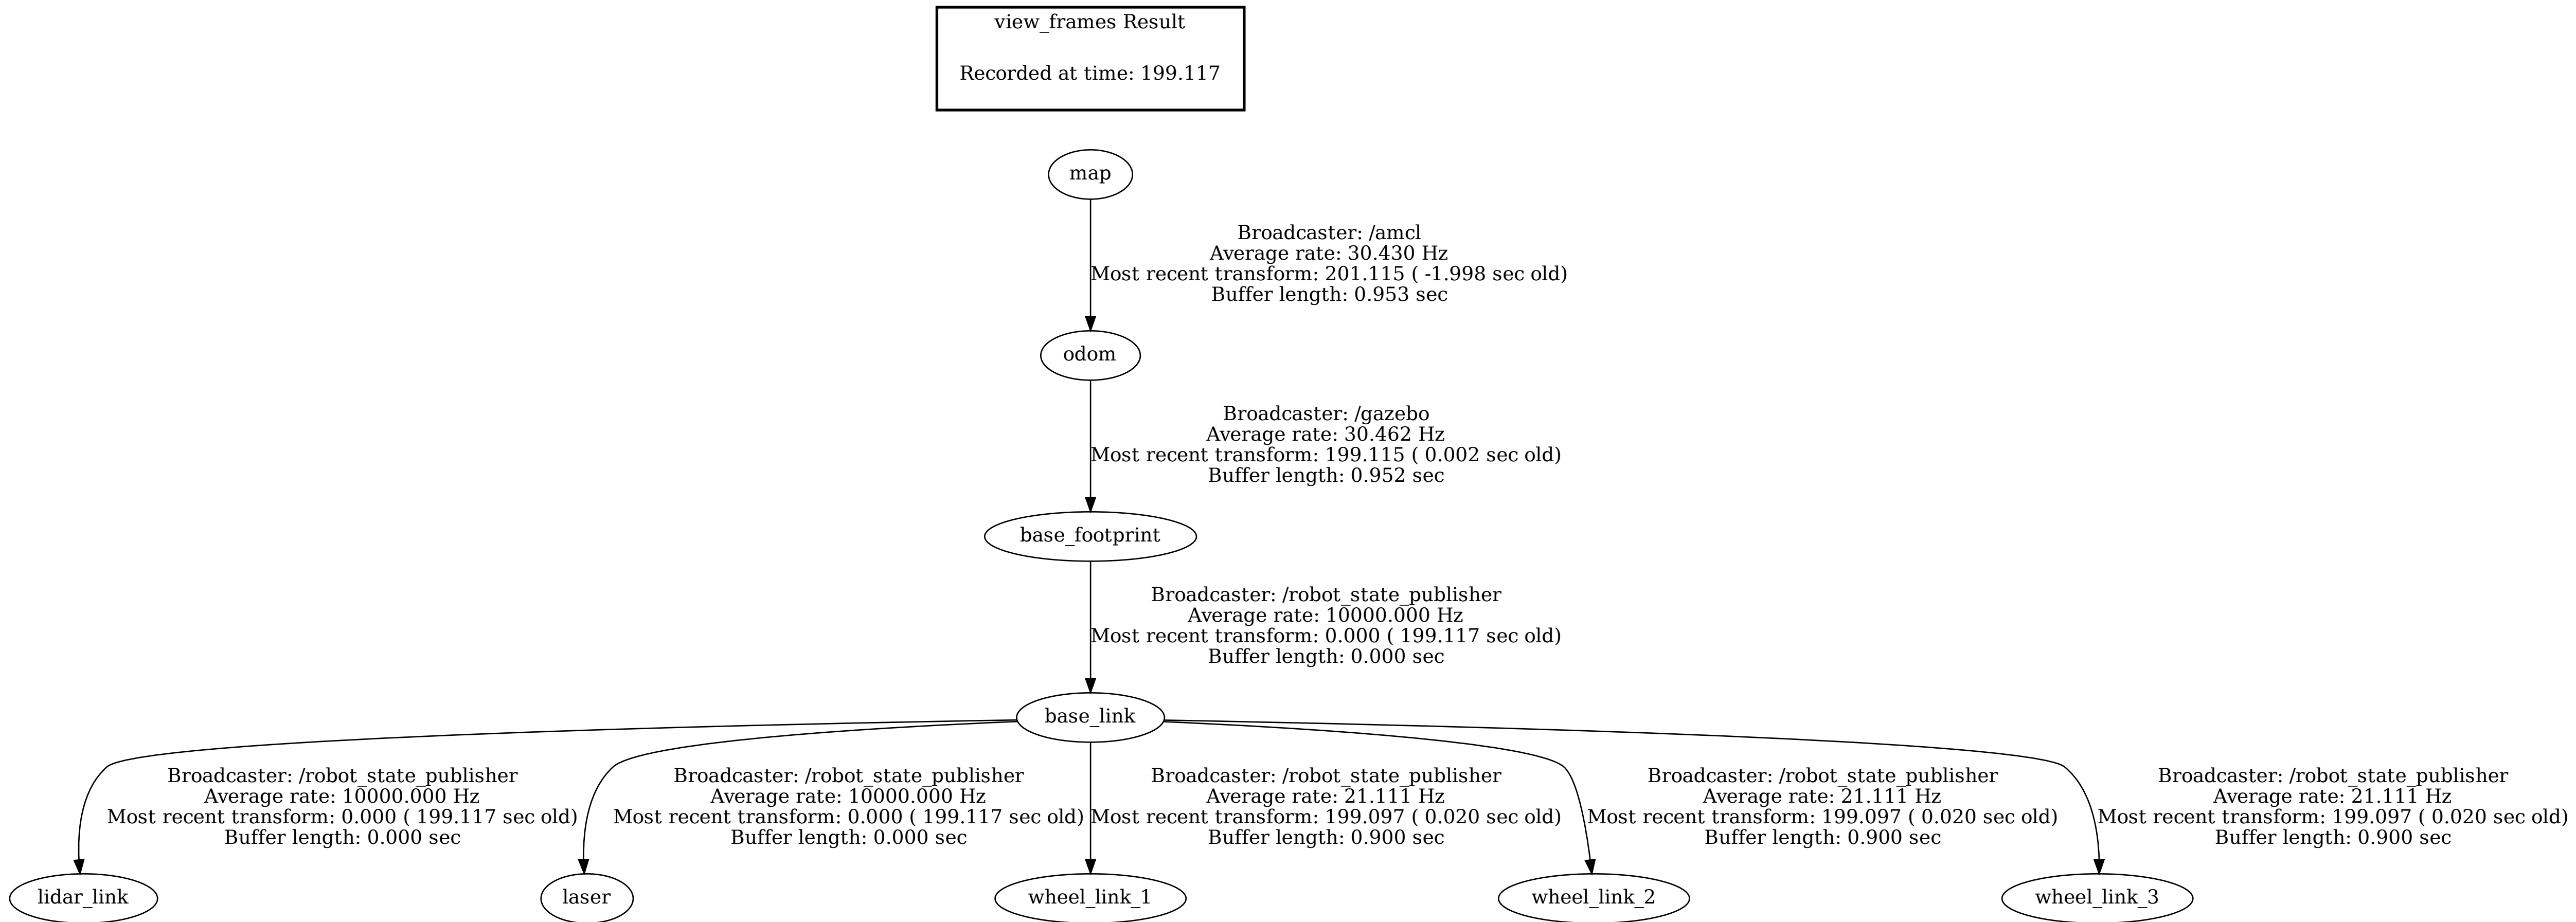 view_frames Result
Recorded at time: 199.117
map
Broadcaster: /amcl
Average rate: 30.430 Hz
Most recent transform: 201.115 ( -1.998 sec old)
Buffer length: 0.953 sec
odom
Broadcaster: /gazebo
Average rate: 30.462 Hz
Most recent transform: 199.115 ( 0.002 sec old)
Buffer length: 0.952 sec
base_footprint
Broadcaster: /robot_state_publisher
Average rate: 10000.000 Hz
Most recent transform: 0.000 ( 199.117 sec old)
Buffer length: 0.000 sec
base_link
Broadcaster: /robot_state_publisher
Average rate: 10000.000 Hz
Most recent transform: 0.000 ( 199.117 sec old)
Buffer length: 0.000 sec
Broadcaster: /robot_state_publisher
Average rate: 10000.000 Hz
Most recent transform: 0.000 ( 199.117 sec old)
Buffer length: 0.000 sec
Broadcaster: /robot_state_publisher
Average rate: 21.111 Hz
Most recent transform: 199.097 ( 0.020 sec old)
Buffer length: 0.900 sec
Broadcaster: /robot_state_publisher
Average rate: 21.111 Hz
Most recent transform: 199.097 ( 0.020 sec old)
Buffer length: 0.900 sec
Broadcaster: /robot_state_publisher
Average rate: 21.111 Hz
Most recent transform: 199.097 ( 0.020 sec old)
Buffer length: 0.900 sec
lidar_link
laser
wheel_link_1
wheel_link_2
wheel_link_3